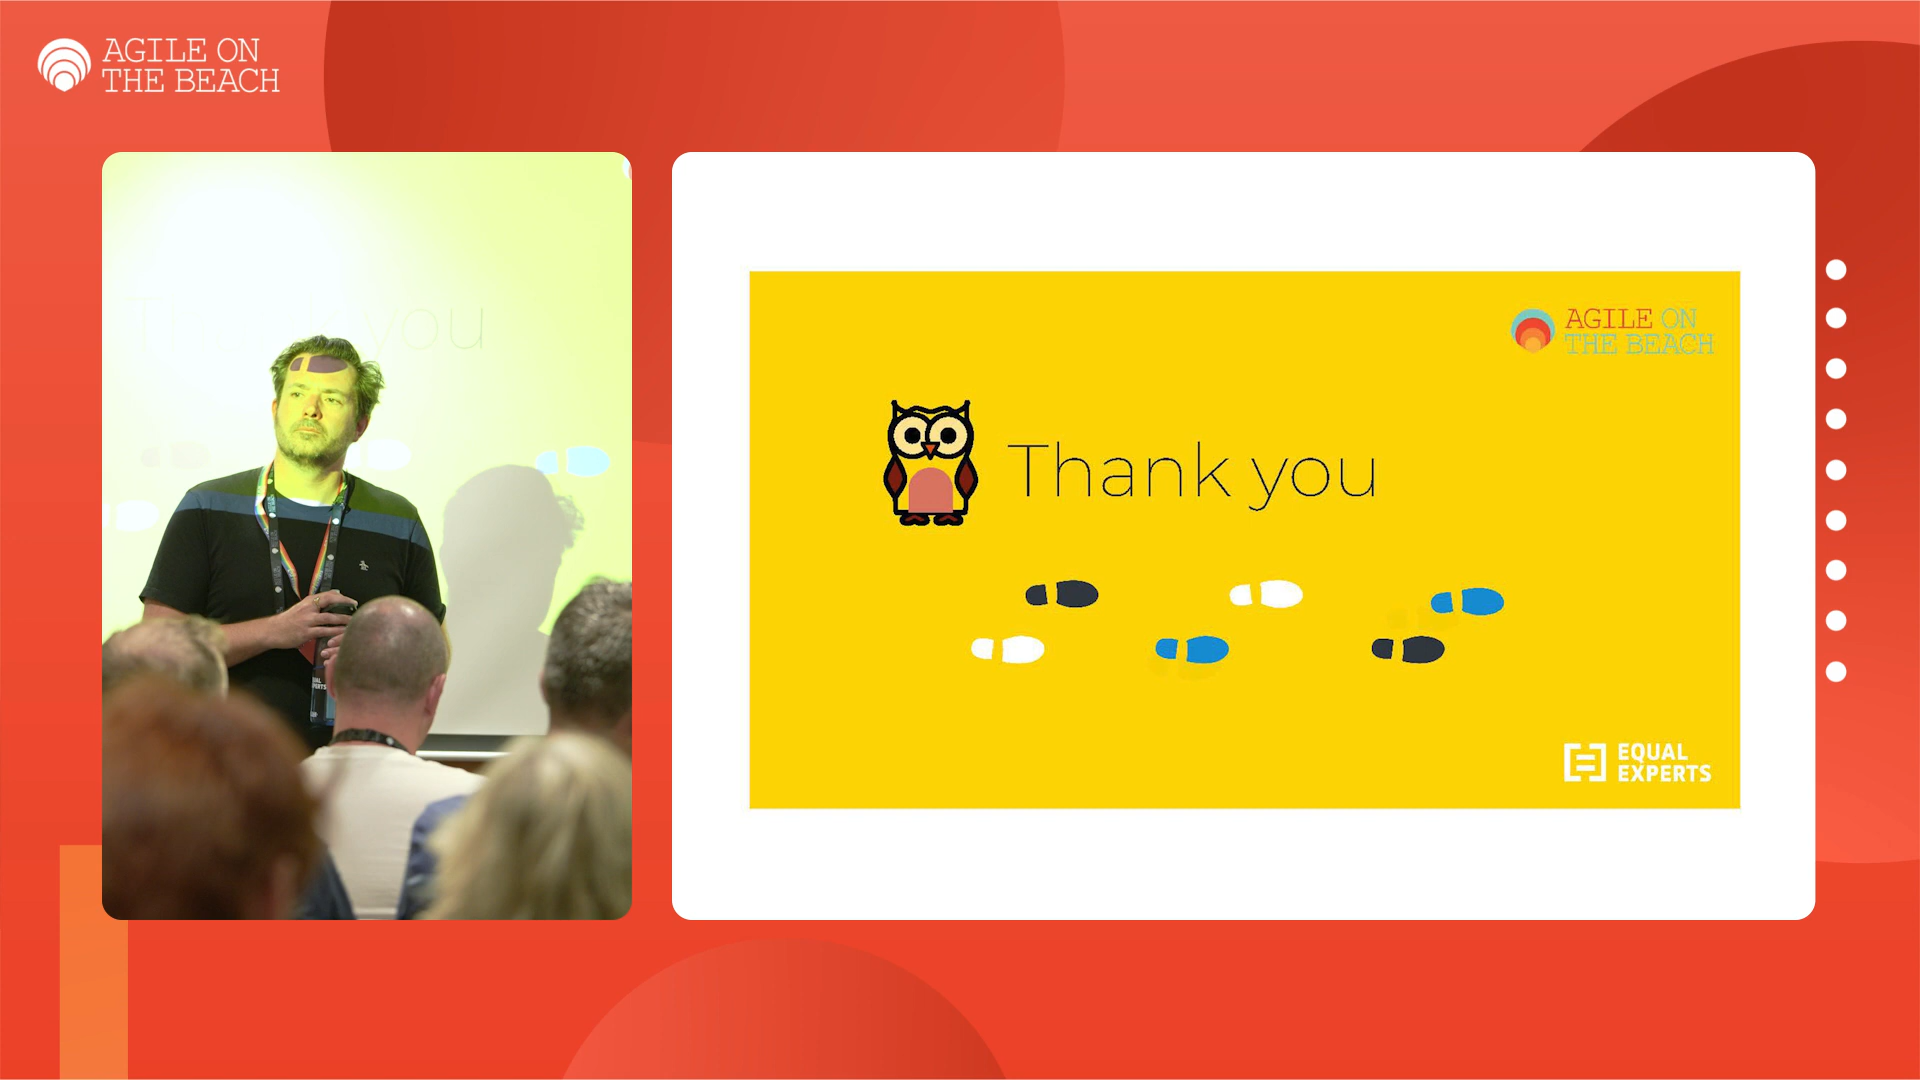 AGILE ON
THE BEACH
Thank you
AGILE ON
THE BEACH
Thank you
EQUAL
EXPERTS